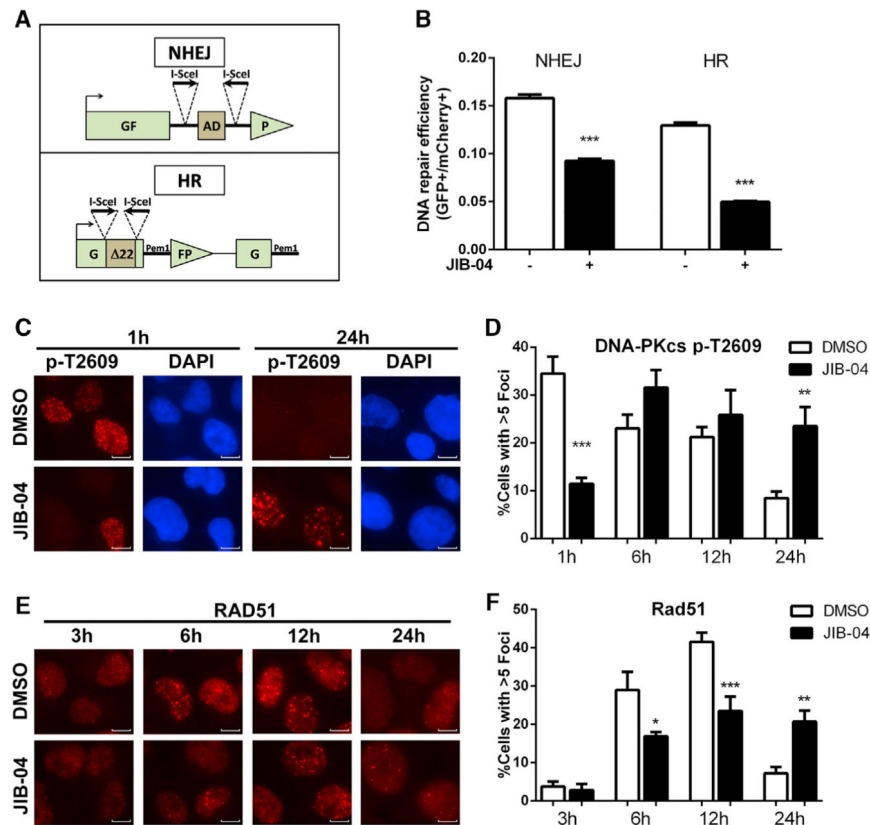 A
NHEJ
I-SceI I-SceI
GF AD P
HR
I-SceI I-SceI
G Δ22 Pem1 FP G Pem1
B
NHEJ HR
DNA repair efficiency
(GFP+/mCherry+)
0.20
0.15
0.10
0.05
0.00
*** ***
JIB-04 - + - +
C
1h 24h
p-T2609 DAPI p-T2609 DAPI
DMSO
JIB-04
D
DNA-PKcs p-T2609
DMSO
JIB-04
%Cells with >5 Foci
40
30
20
10
0
*** **
1h 6h 12h 24h
E
RAD51
3h 6h 12h 24h
DMSO
JIB-04
F
Rad51
DMSO
JIB-04
%Cells with >5 Foci
50
40
30
20
10
0
* *** **
3h 6h 12h 24h